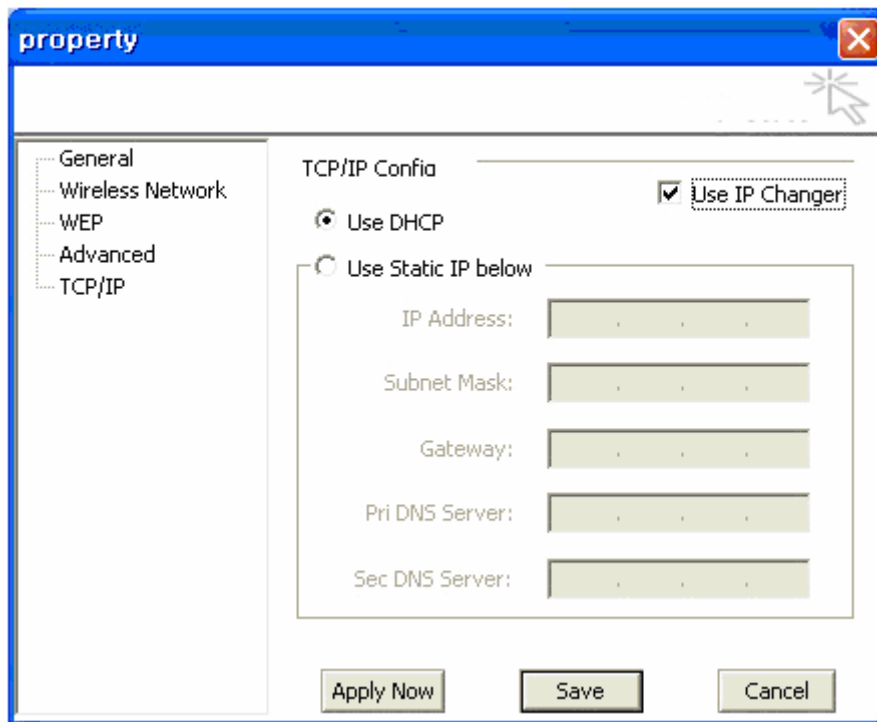 property
General
Wireless Network
WEP
Advanced
TCP/IP
TCP/IP Config
Use IP Changer
Use DHCP
Use Static IP below
IP Address:
Subnet Mask:
Gateway:
Pri DNS Server:
Sec DNS Server:
Apply Now
Save
Cancel